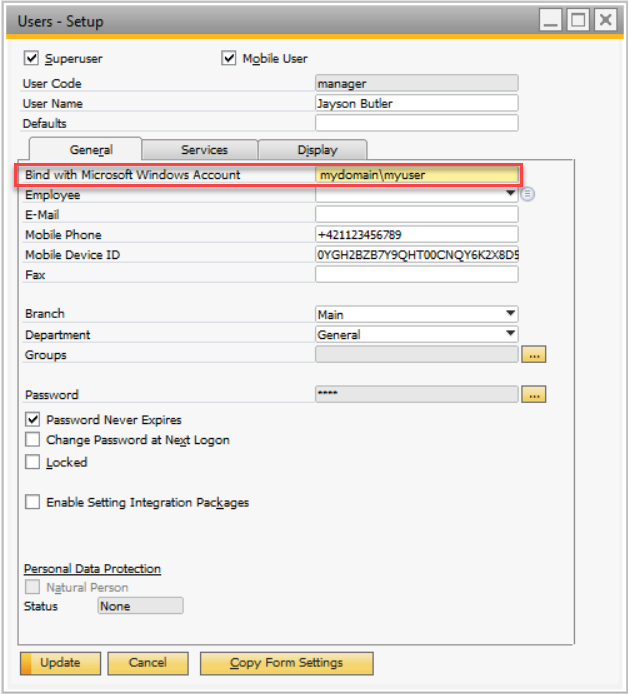 Users - Setup
Superuser Mobile User
User Code manager
User Name Jayson Butler
Defaults
General Services Display
Bind with Microsoft Windows Account mydomain\myuser
Employee
E-Mail
Mobile Phone +421123456789
Mobile Device ID 0YGH2BZB7Y9QHT00CNQY6K2X8D5
Fax
Branch Main
Department General
Groups ...
Password **** ...
Password Never Expires
Change Password at Next Logon
Locked
Enable Setting Integration Packages
Personal Data Protection
Natural Person
Status None
Update Cancel Copy Form Settings